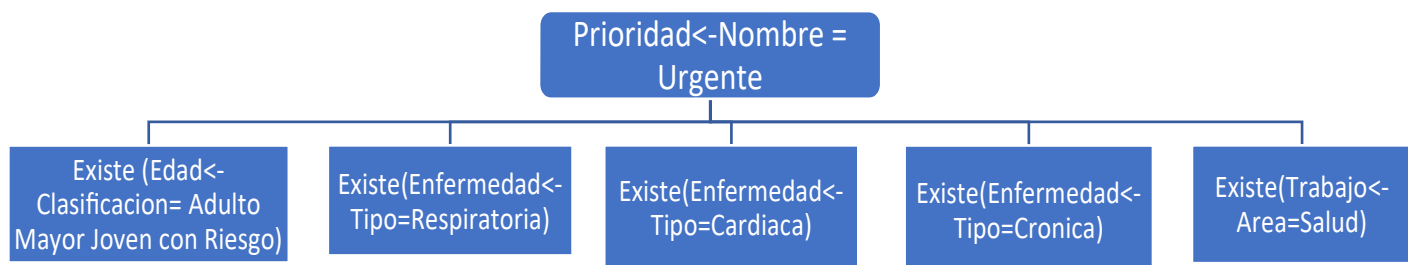 Prioridad<-Nombre =
Urgente
Existe (Edad<-
Clasificacion= Adulto
Mayor Joven con Riesgo)
Existe(Enfermedad<-
Tipo=Respiratoria)
Existe(Enfermedad<-
Tipo=Cardiaca)
Existe(Enfermedad<-
Tipo=Cronica)
Existe(Trabajo<-
Area=Salud)